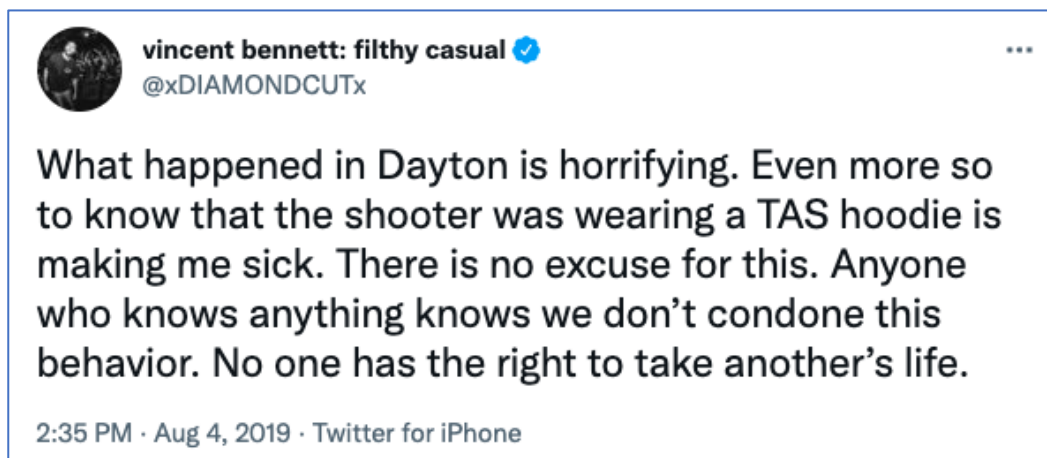 vincent bennett: filthy casual
@xDIAMONDCUTx
What happened in Dayton is horrifying. Even more so
to know that the shooter was wearing a TAS hoodie is
making me sick. There is no excuse for this. Anyone
who knows anything knows we don’t condone this
behavior. No one has the right to take another’s life.
2:35 PM · Aug 4, 2019 · Twitter for iPhone